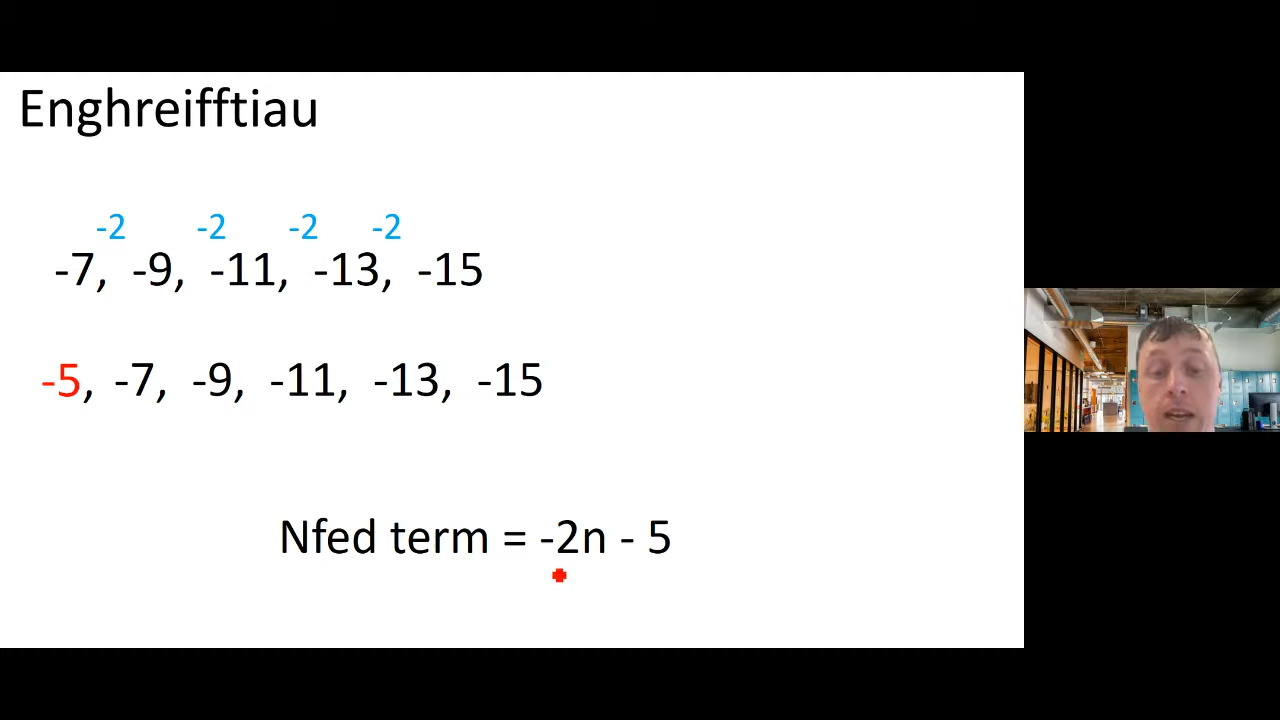 Enghreifftiau
-2 -2 -2 -2
-7, -9, -11, -13, -15
-5, -7, -9, -11, -13, -15
Nfed term = -2n - 5